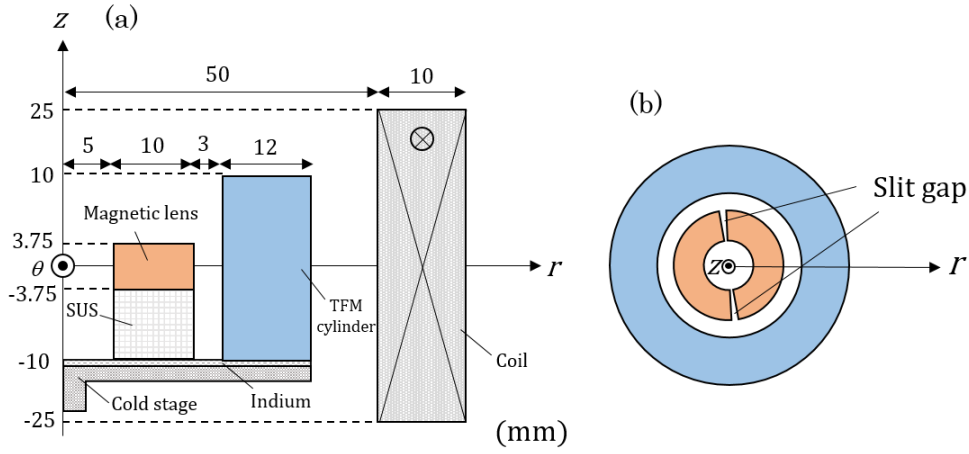 z (a)
50 10
(b)
25
5 10 3 12
10
Slit gap
Magnetic lens
3.75
θ r z r
-3.75
SUS
TFM
cylinder
Coil
-10
Cold stage Indium
-25
(mm)